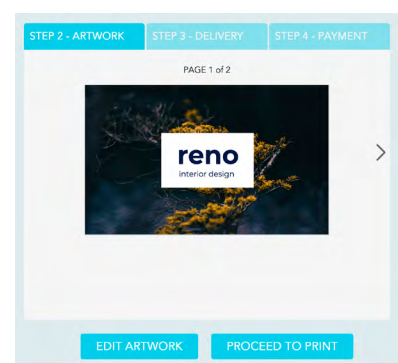 STEP 2 - ARTWORK STEP 3 - DELIVERY STEP 4 - PAYMENT
PAGE 1 of 2
reno
interior design
EDIT ARTWORK PROCEED TO PRINT